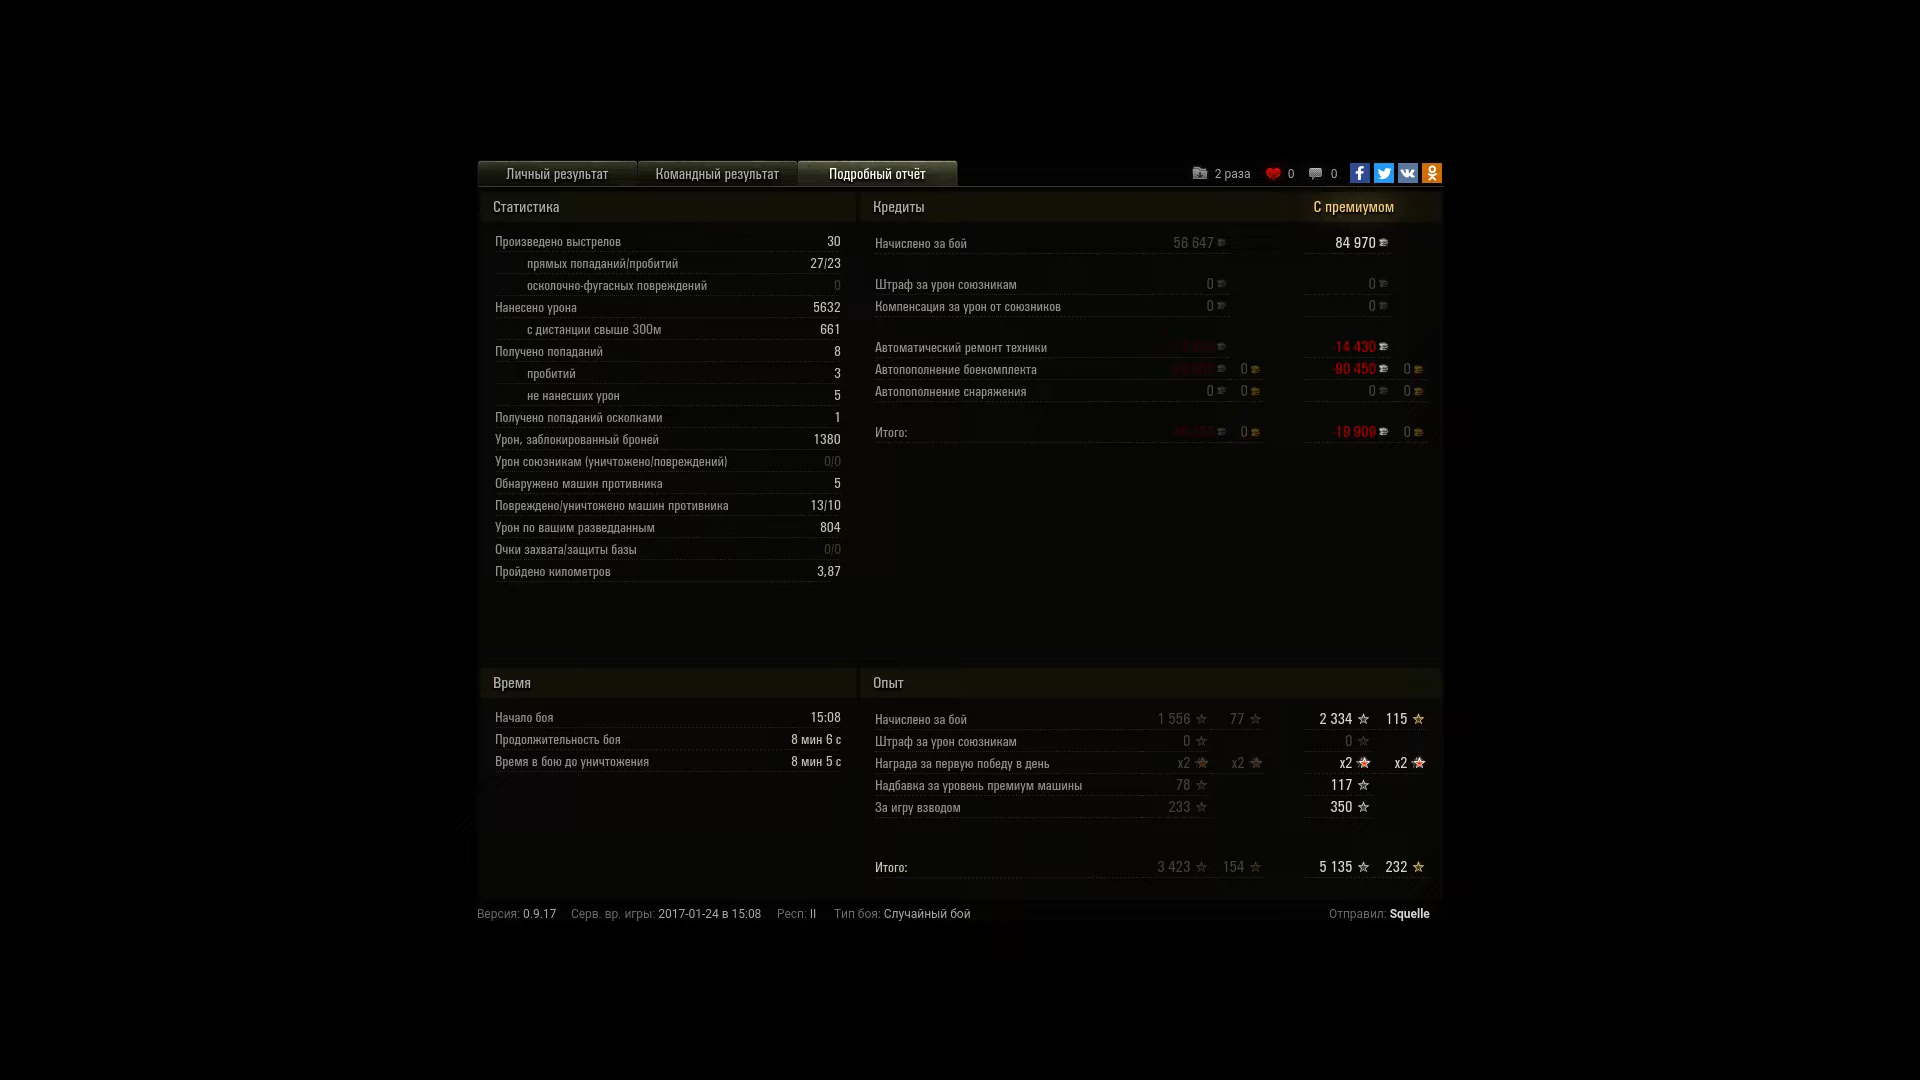 Личный результат Командный результат Подробный отчёт 2 раза 0 0
Статистика
Произведено выстрелов 30
прямых попаданий/пробитий 27/23
осколочно-фугасных повреждений 0
Нанесено урона 5632
с дистанции свыше 300м 661
Получено попаданий 8
пробитий 3
не нанесших урон 5
Получено попаданий осколками 1
Урон, заблокированный броней 1380
Урон союзникам (уничтожено/повреждений) 0/0
Обнаружено машин противника 5
Повреждено/уничтожено машин противника 13/10
Урон по вашим разведданным 804
Очки захвата/защиты базы 0/0
Пройдено километров 3,87
Кредиты С премиумом
Начислено за бой 56 647 84 970
Штраф за урон союзникам 0 0
Компенсация за урон от союзников 0 0
Автоматический ремонт техники -14 430
Автопополнение боекомплекта 0 -90 450 0
Автопополнение снаряжения 0 0 0 0
Итого: 0 -19 909 0
Время
Начало боя 15:08
Продолжительность боя 8 мин 6 с
Время в бою до уничтожения 8 мин 5 с
Опыт
Начислено за бой 1 556 77 2 334 115
Штраф за урон союзникам 0 0
Награда за первую победу в день x2 x2 x2 x2
Надбавка за уровень премиум машины 78 117
За игру взводом 233 350
Итого: 3 423 154 5 135 232
Версия: 0.9.17 Серв. вр. игры: 2017-01-24 в 15:08 Респ: II Тип боя: Случайный бой Отправил: Squelle